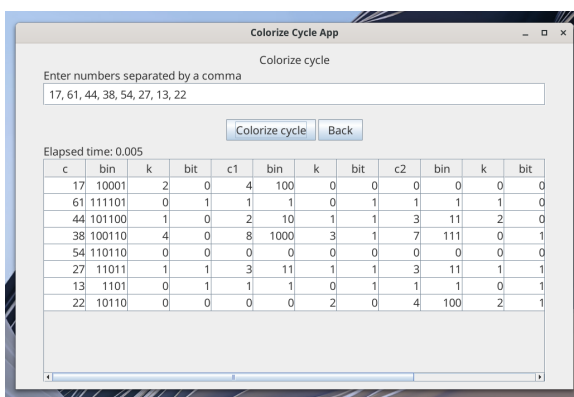 Colorize Cycle App
Colorize cycle
Enter numbers separated by a comma
17, 61, 44, 38, 54, 27, 13, 22
Colorize cycle Back
Elapsed time: 0.005
c bin k bit c1 bin k bit c2 bin k bit
17 10001 2 0 4 100 0 0 0 0 0 0
61 111101 0 1 1 1 0 1 1 1 1 0
44 101100 1 0 2 10 1 1 3 11 2 0
38 100110 4 0 8 1000 3 1 7 111 0 1
54 110110 0 0 0 0 0 0 0 0 0 0
27 11011 1 1 3 11 1 1 3 11 1 1
13 1101 0 1 1 1 0 1 1 1 0 1
22 10110 0 0 0 0 2 0 4 100 2 1